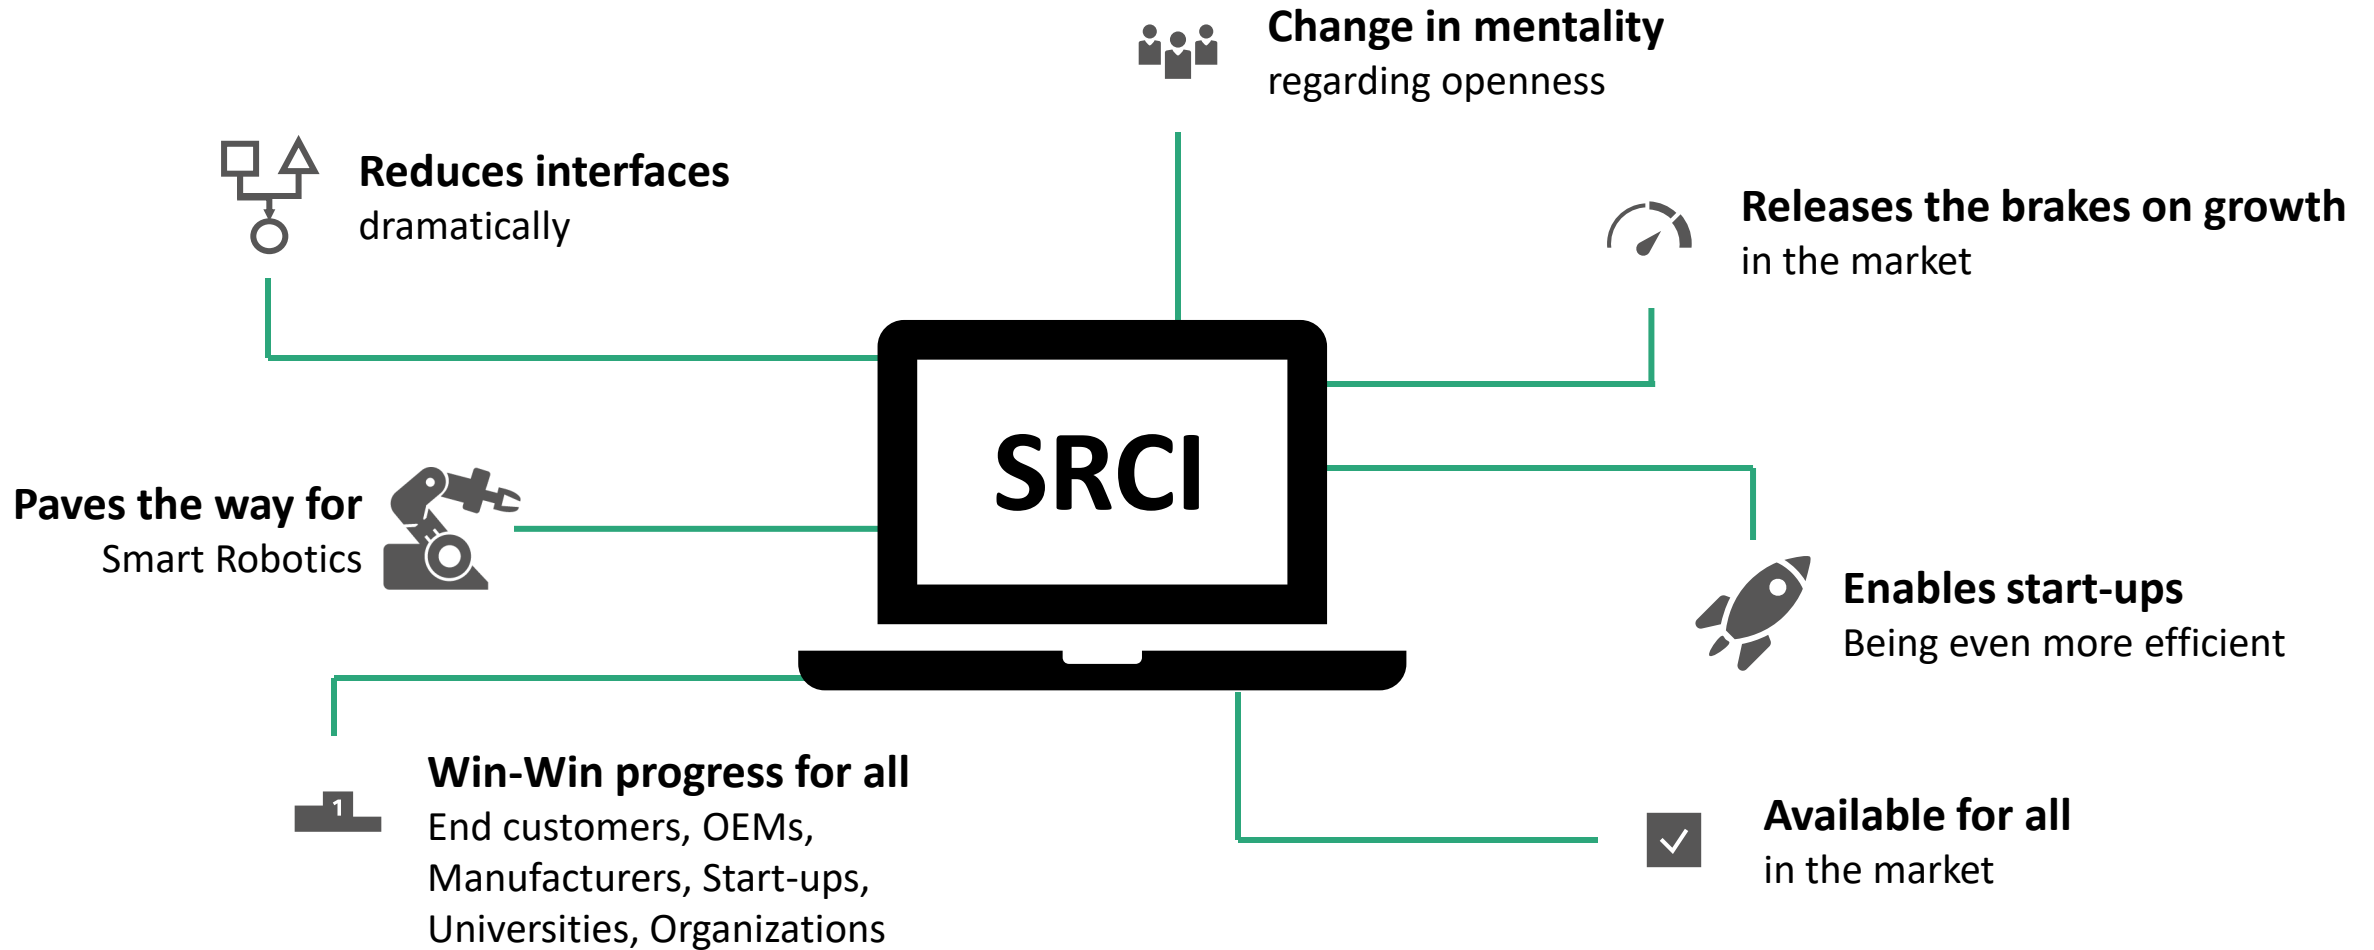 Change in mentality
regarding openness
Reduces interfaces
dramatically
Releases the brakes on growth
in the market
SRCI
Paves the way for
Smart Robotics
Enables start-ups
Being even more efficient
Win-Win progress for all
End customers, OEMs,
Manufacturers, Start-ups,
Universities, Organizations
1
Available for all
in the market